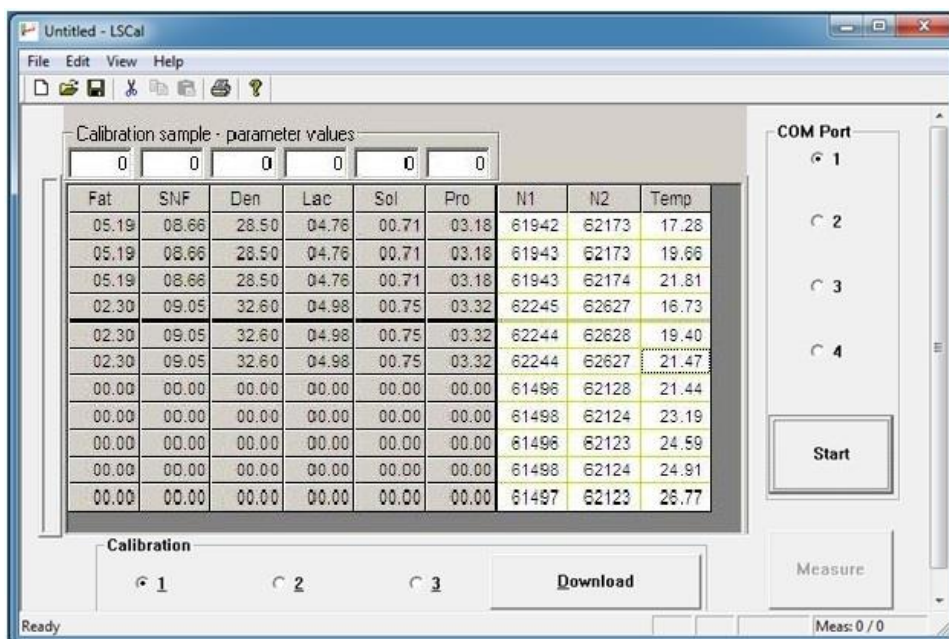 Untitled - LSCal
File Edit View Help
Calibration sample - parameter values
0 0 0 0 0 0
Fat SNF Den Lac Sol Pro N1 N2 Temp
05.19 08.66 28.50 04.76 00.71 03.18 61942 62173 17.28
05.19 08.66 28.50 04.76 00.71 03.18 61943 62173 19.66
05.19 08.66 28.50 04.76 00.71 03.18 61943 62174 21.81
02.30 09.05 32.60 04.98 00.75 03.32 62245 62627 16.73
02.30 09.05 32.60 04.98 00.75 03.32 62244 62628 19.40
02.30 09.05 32.60 04.98 00.75 03.32 62244 62627 21.47
00.00 00.00 00.00 00.00 00.00 00.00 61496 62128 21.44
00.00 00.00 00.00 00.00 00.00 00.00 61498 62124 23.19
00.00 00.00 00.00 00.00 00.00 00.00 61496 62123 24.59
00.00 00.00 00.00 00.00 00.00 00.00 61498 62124 24.91
00.00 00.00 00.00 00.00 00.00 00.00 61497 62123 26.77
COM Port
1
2
3
4
Start
Calibration
1 2 3 Download
Measure
Ready Meas: 0 / 0